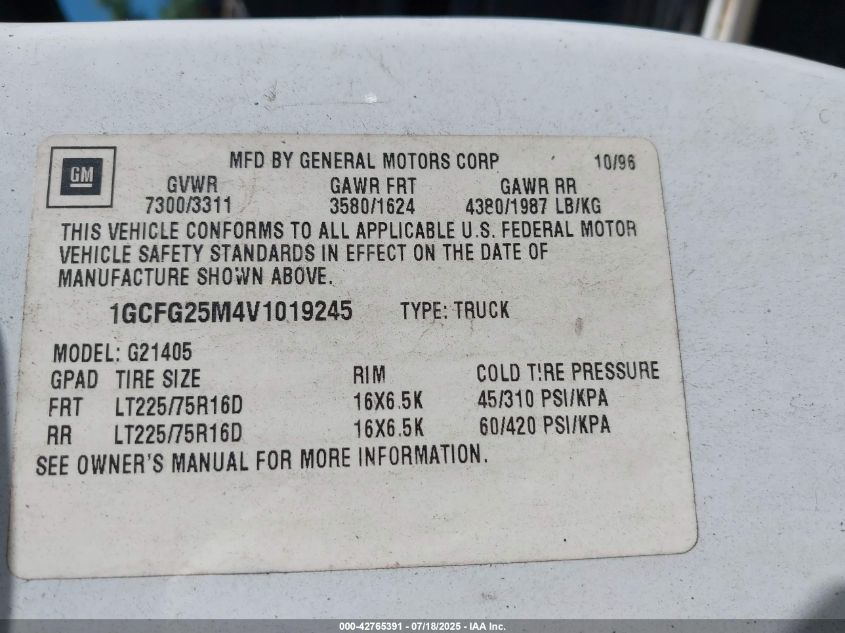 GM
MFD BY GENERAL MOTORS CORP 10/96
GVWR GAWR FRT GAWR RR
7300/3311 3580/1624 4380/1987 LB/KG
THIS VEHICLE CONFORMS TO ALL APPLICABLE U.S. FEDERAL MOTOR
VEHICLE SAFETY STANDARDS IN EFFECT ON THE DATE OF
MANUFACTURE SHOWN ABOVE.
1GCFG25M4V1019245 TYPE: TRUCK
MODEL: G21405
GPAD TIRE SIZE RIM COLD TIRE PRESSURE
FRT LT225/75R16D 16X6.5K 45/310 PSI/KPA
RR LT225/75R16D 16X6.5K 60/420 PSI/KPA
SEE OWNER'S MANUAL FOR MORE INFORMATION.
000-42765391 - 07/18/2025 - IAA Inc.